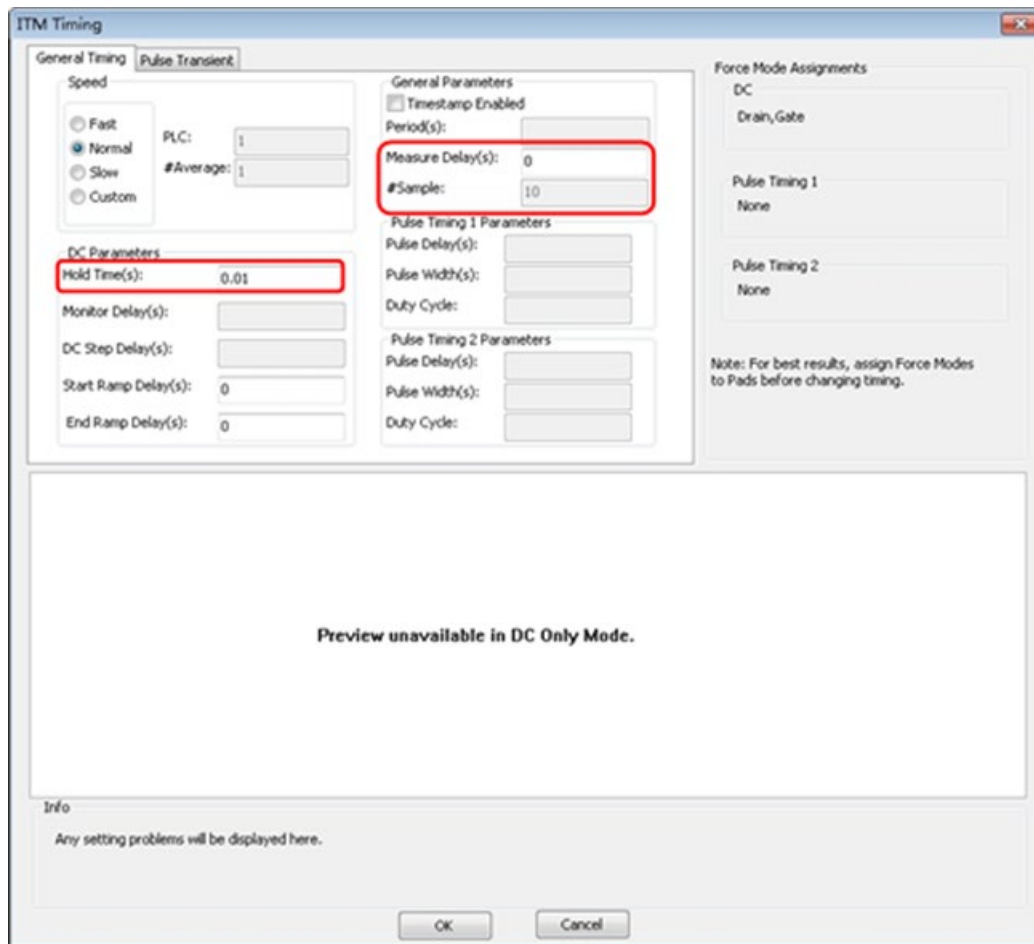 ITM Timing
General Timing
Pulse Transient
Speed
Fast
Normal
Slow
Custom
PLC: 1
#Average: 1
DC Parameters
Hold Time(s): 0.01
Monitor Delay(s):
DC Step Delay(s):
Start Ramp Delay(s): 0
End Ramp Delay(s): 0
General Parameters
Timestamp Enabled
Period(s):
Measure Delay(s): 0
#Sample: 10
Pulse Timing 1 Parameters
Pulse Delay(s):
Pulse Width(s):
Duty Cycle:
Pulse Timing 2 Parameters
Pulse Delay(s):
Pulse Width(s):
Duty Cycle:
Force Mode Assignments
DC
Drain,Gate
Pulse Timing 1
None
Pulse Timing 2
None
Note: For best results, assign Force Modes
to Pads before changing timing.
Preview unavailable in DC Only Mode.
Info
Any setting problems will be displayed here.
OK
Cancel